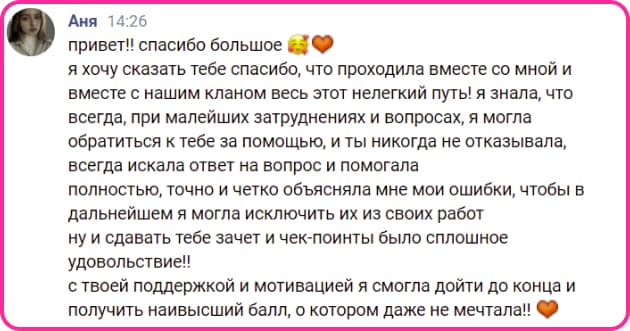 Аня 14:26
привет!! спасибо большое 🥰🧡
я хочу сказать тебе спасибо, что проходила вместе со мной и
вместе с нашим кланом весь этот нелегкий путь! я знала, что
всегда, при малейших затруднениях и вопросах, я могла
обратиться к тебе за помощью, и ты никогда не отказывала,
всегда искала ответ на вопрос и помогала
полностью, точно и четко объясняла мне мои ошибки, чтобы в
дальнейшем я могла исключить их из своих работ
ну и сдавать тебе зачет и чек-поинты было сплошное
удовольствие!!
с твоей поддержкой и мотивацией я смогла дойти до конца и
получить наивысший балл, о котором даже не мечтала!! 🧡